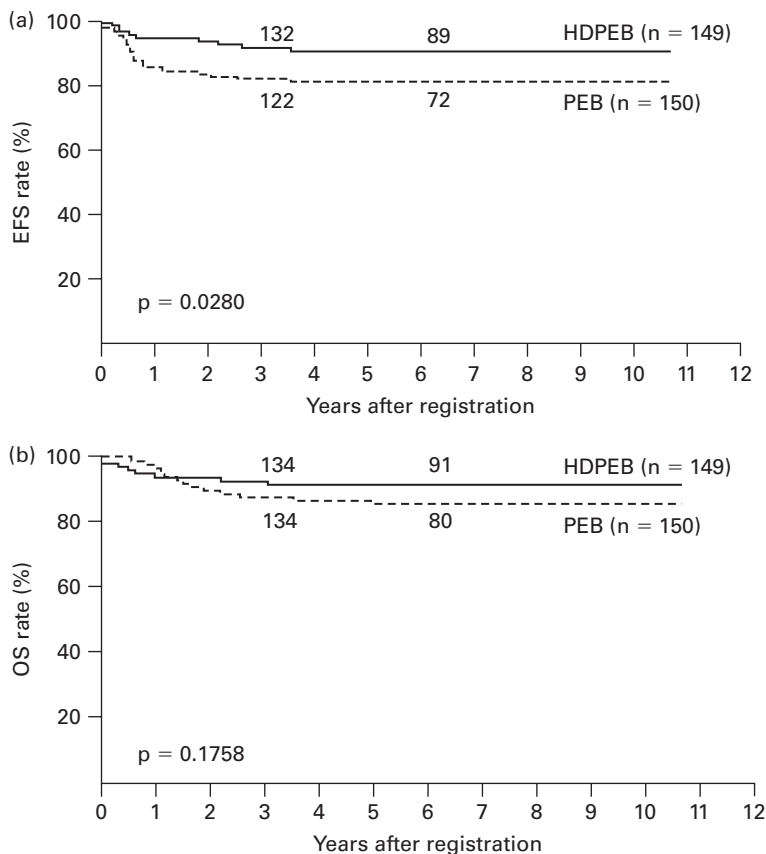 (a)
100
80
60
40
20
EFS rate (%)
132
89
HDPEB (n = 149)
122
72
PEB (n = 150)
p = 0.0280
0 1 2 3 4 5 6 7 8 9 10 11 12
Years after registration
(b)
100
80
60
40
20
OS rate (%)
134
91
HDPEB (n = 149)
134
80
PEB (n = 150)
p = 0.1758
0 1 2 3 4 5 6 7 8 9 10 11 12
Years after registration